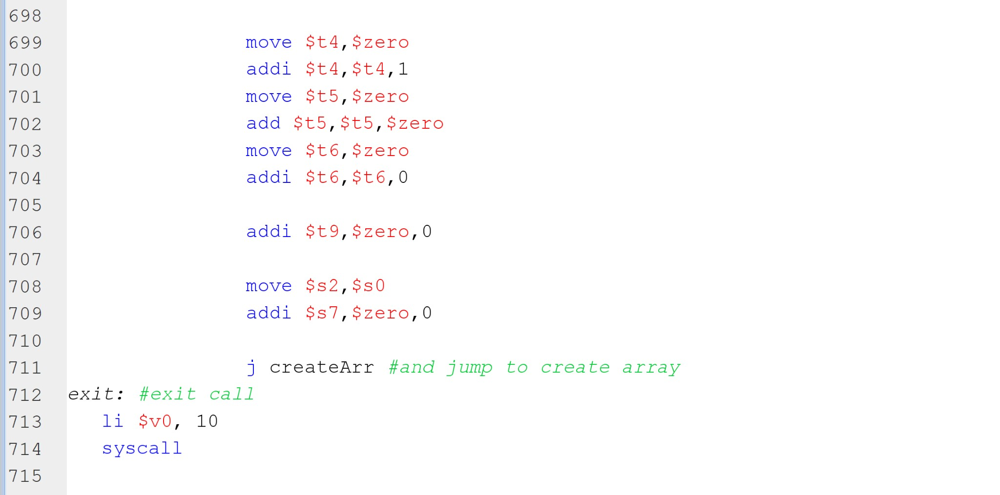 698
699 move $t4,$zero
700 addi $t4,$t4,1
701 move $t5,$zero
702 add $t5,$t5,$zero
703 move $t6,$zero
704 addi $t6,$t6,0
705
706 addi $t9,$zero,0
707
708 move $s2,$s0
709 addi $s7,$zero,0
710
711 j createArr #and jump to create array
712 exit: #exit call
713 li $v0, 10
714 syscall
715